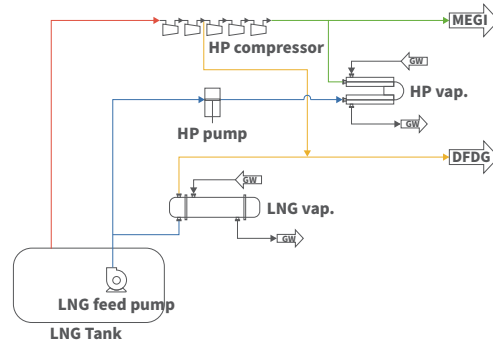 MEGI
HP compressor
GW
HP vap.
GW
HP pump
DFDG
GW
LNG vap.
GW
LNG feed pump
LNG Tank